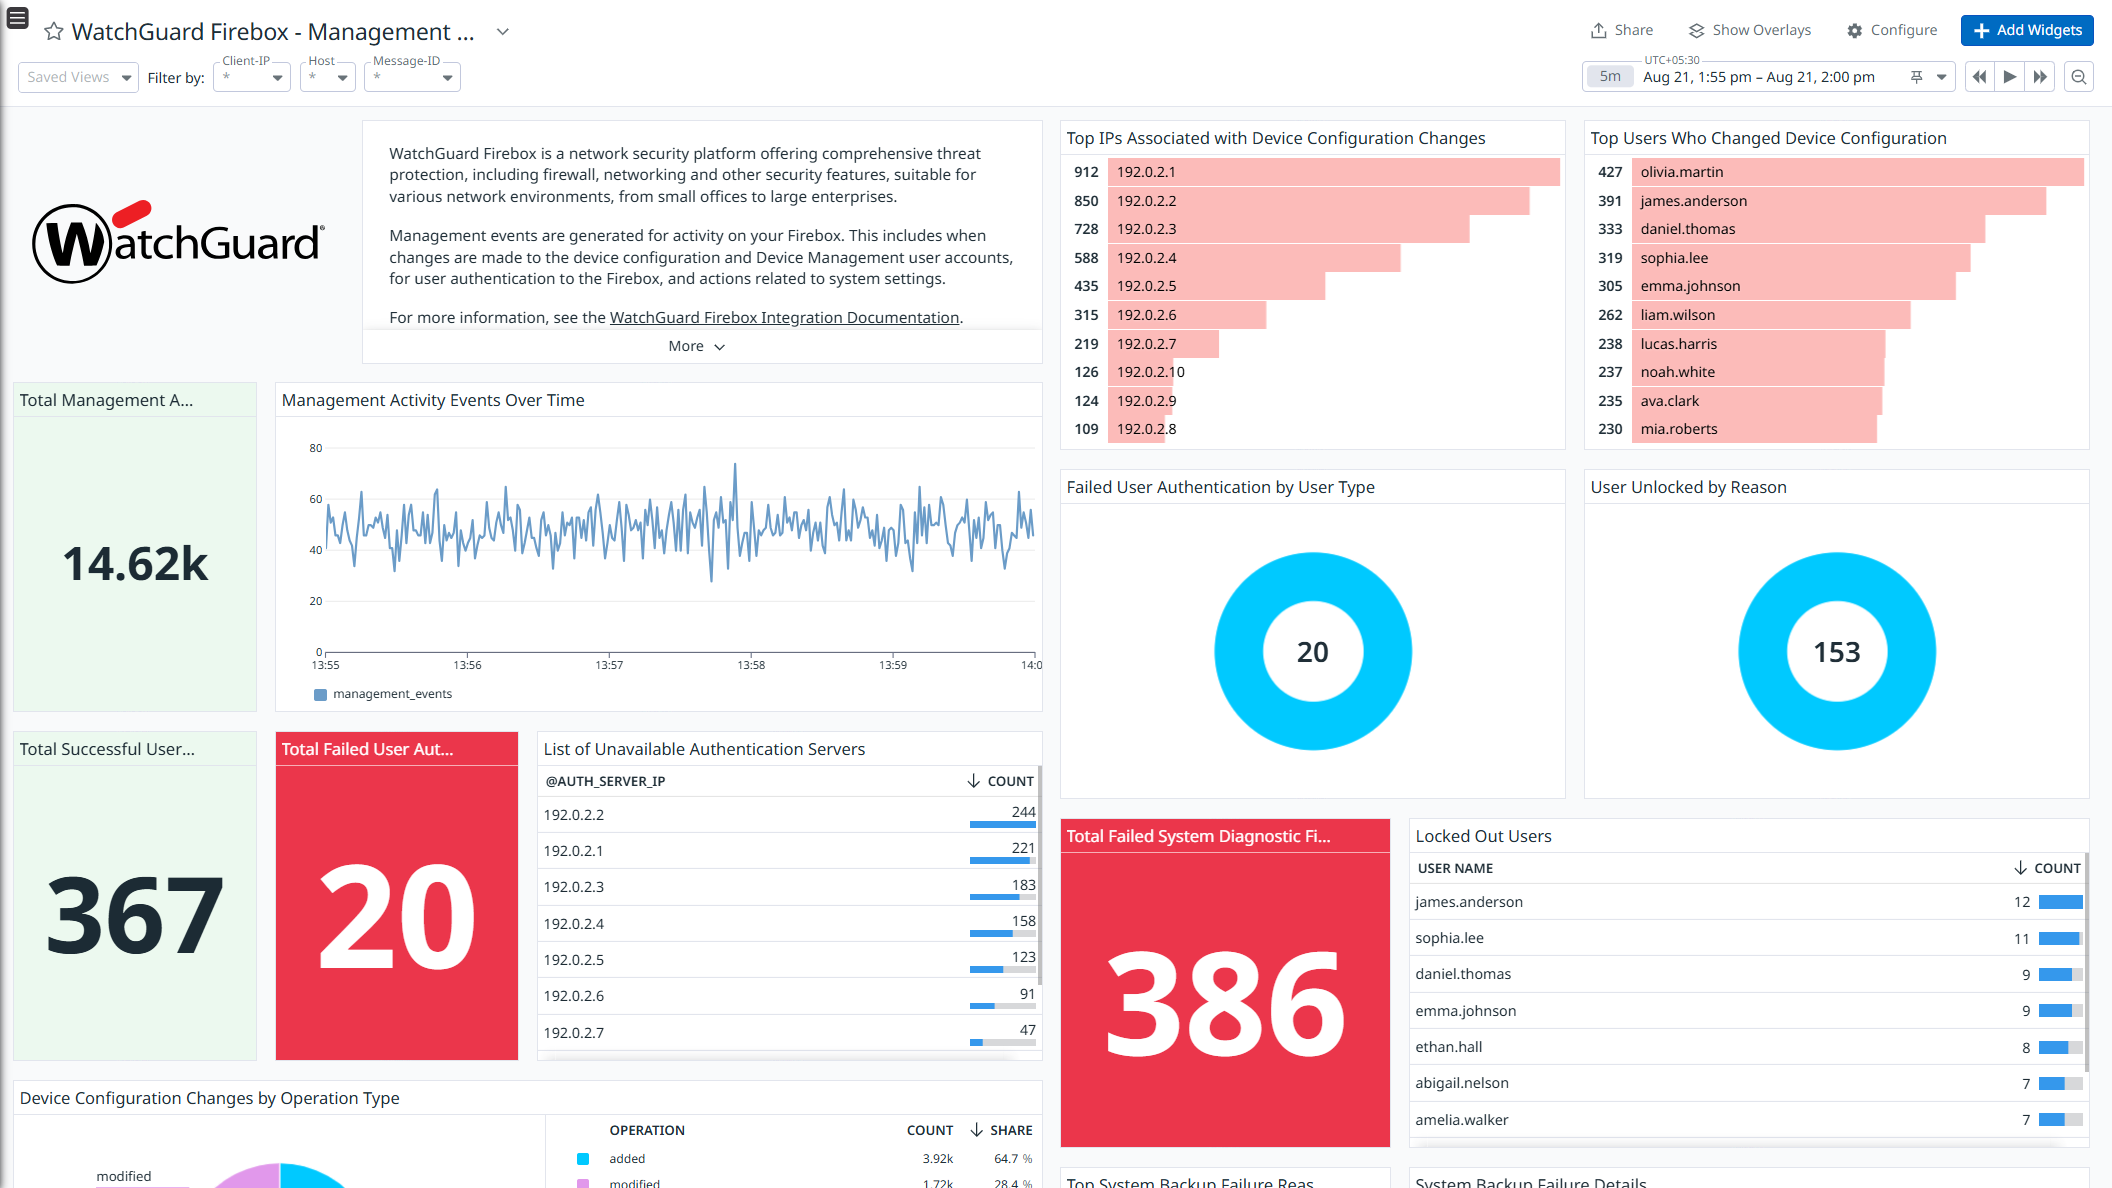 WatchGuard Firebox - Management ...
Share
Show Overlays
Configure
Add Widgets
Saved Views
Filter by:
Client-IP
*
Host
*
Message-ID
*
UTC+05:30
5m
Aug 21, 1:55 pm – Aug 21, 2:00 pm
WatchGuard®
WatchGuard Firebox is a network security platform offering comprehensive threat
protection, including firewall, networking and other security features, suitable for
various network environments, from small offices to large enterprises.
Management events are generated for activity on your Firebox. This includes when
changes are made to the device configuration and Device Management user accounts,
for user authentication to the Firebox, and actions related to system settings.
For more information, see the WatchGuard Firebox Integration Documentation.
More
Top IPs Associated with Device Configuration Changes
912 192.0.2.1
850 192.0.2.2
728 192.0.2.3
588 192.0.2.4
435 192.0.2.5
315 192.0.2.6
219 192.0.2.7
126 192.0.2.10
124 192.0.2.9
109 192.0.2.8
Top Users Who Changed Device Configuration
427 olivia.martin
391 james.anderson
333 daniel.thomas
319 sophia.lee
305 emma.johnson
262 liam.wilson
238 lucas.harris
237 noah.white
235 ava.clark
230 mia.roberts
Total Management A...
14.62k
Management Activity Events Over Time
80
60
40
20
0
13:55 13:56 13:57 13:58 13:59 14:0
management_events
Failed User Authentication by User Type
20
User Unlocked by Reason
153
Total Successful User...
367
Total Failed User Aut...
20
List of Unavailable Authentication Servers
@AUTH_SERVER_IP COUNT
192.0.2.2 244
192.0.2.1 221
192.0.2.3 183
192.0.2.4 158
192.0.2.5 123
192.0.2.6 91
192.0.2.7 47
Total Failed System Diagnostic Fi...
386
Locked Out Users
USER NAME COUNT
james.anderson 12
sophia.lee 11
daniel.thomas 9
emma.johnson 9
ethan.hall 8
abigail.nelson 7
amelia.walker 7
Device Configuration Changes by Operation Type
modified
OPERATION COUNT SHARE
added 3.92k 64.7 %
modified 1.72k 28.4 %
Top System Backup Failure Reas...
System Backup Failure Details